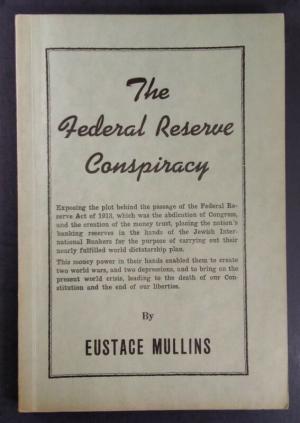 The
Federal Reserve
Conspiracy
Exposing the plot behind the passage of the Federal Re-
serve Act of 1913, which was the abdication of Congress,
and the creation of the money trust, placing the nation's
banking reserves in the hands of the Jewish Inter-
national Bankers for the purpose of carrying out their
nearly fulfilled world dictatorship plan.
This money power in their hands enabled them to create
two world wars, and two depressions, and to bring on the
present world crisis, leading to the death of our Con-
stitution and the end of our liberties.
By
EUSTACE MULLINS